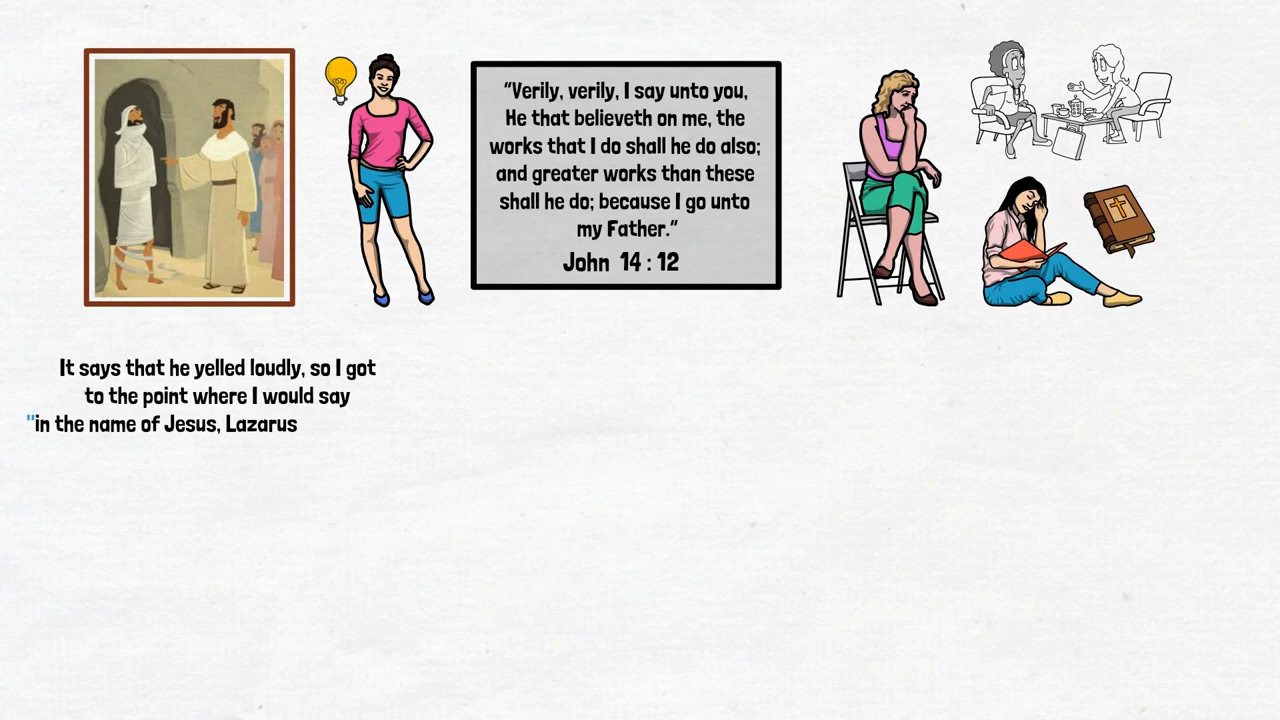 "Verily, verily, I say unto you,
He that believeth on me, the
works that I do shall he do also;
and greater works than these
shall he do; because I go unto
my Father."
John 14 : 12
It says that he yelled loudly, so I got
to the point where I would say
"in the name of Jesus, Lazarus